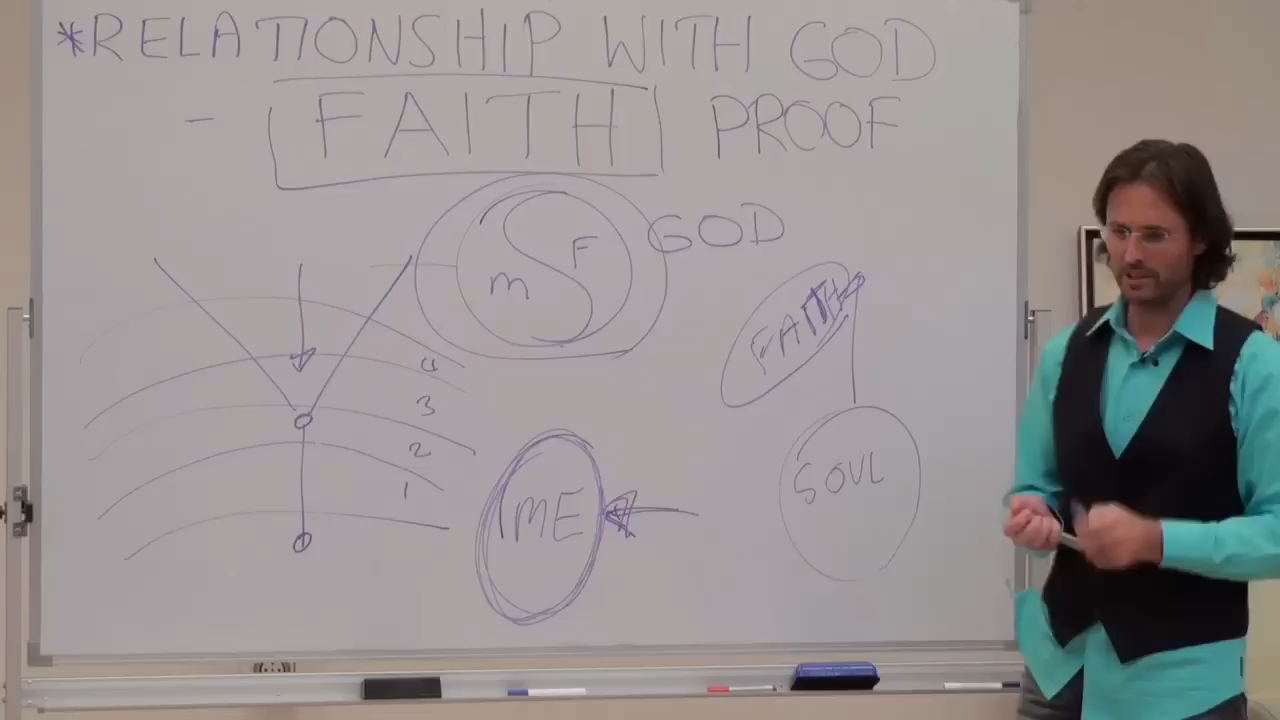 *RELATIONSHIP WITH GOD
- FAITH PROOF
GOD
M F
FAITH
4
3
2
1
ME
SOUL